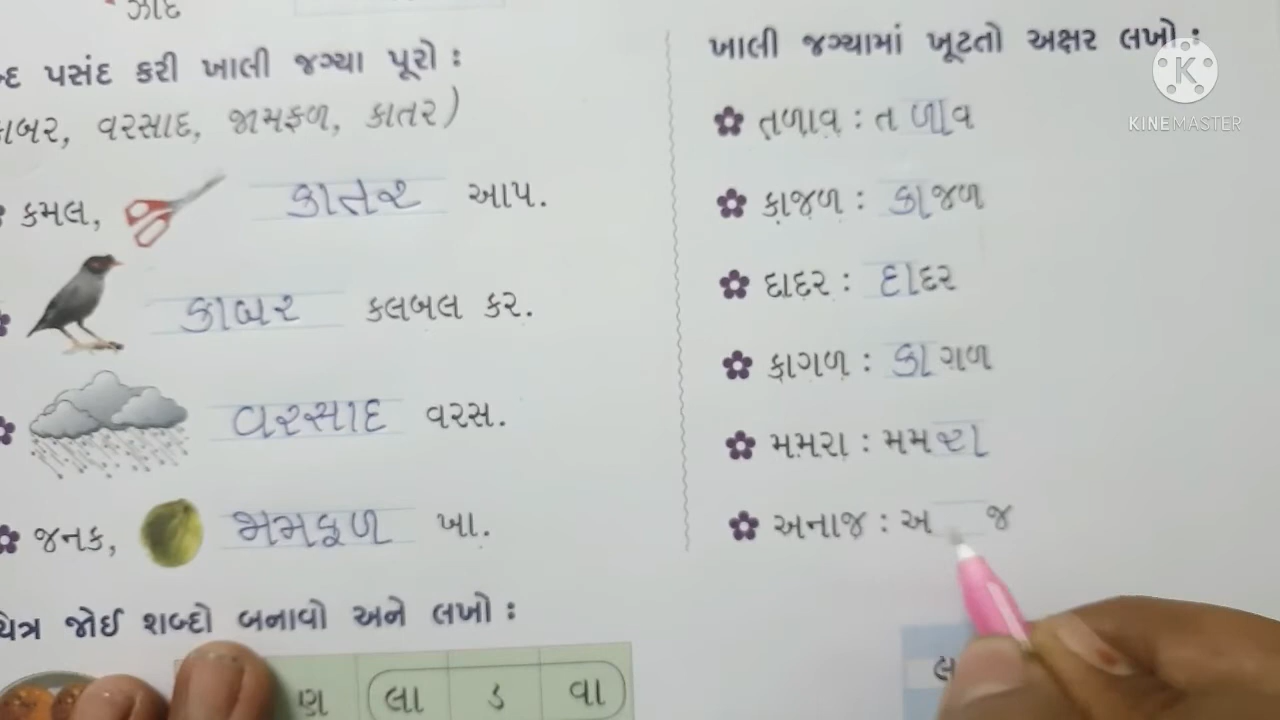 ઝાદ
પસંદ કરી ખાલી જગ્યા પૂરો :
કાબર, વરસાદ, જામફળ, કાતર)
કમલ, કાતર આપ.
કાબર કલબલ કર.
વરસાદ વરસ.
જનક, જામફળ ખા.
ચિત્ર જોઈ શબ્દો બનાવો અને લખો :
ણ લા ડ વા
ખાલી જગ્યામાં ખૂટતો અક્ષર લખો :
તળાવ : તળાવ
કાજળ : કાજળ
દાદર : દાદર
કાગળ : કાગળ
મમરા : મમરા
અનાજ : અ જ
લ
K
KINEMASTER